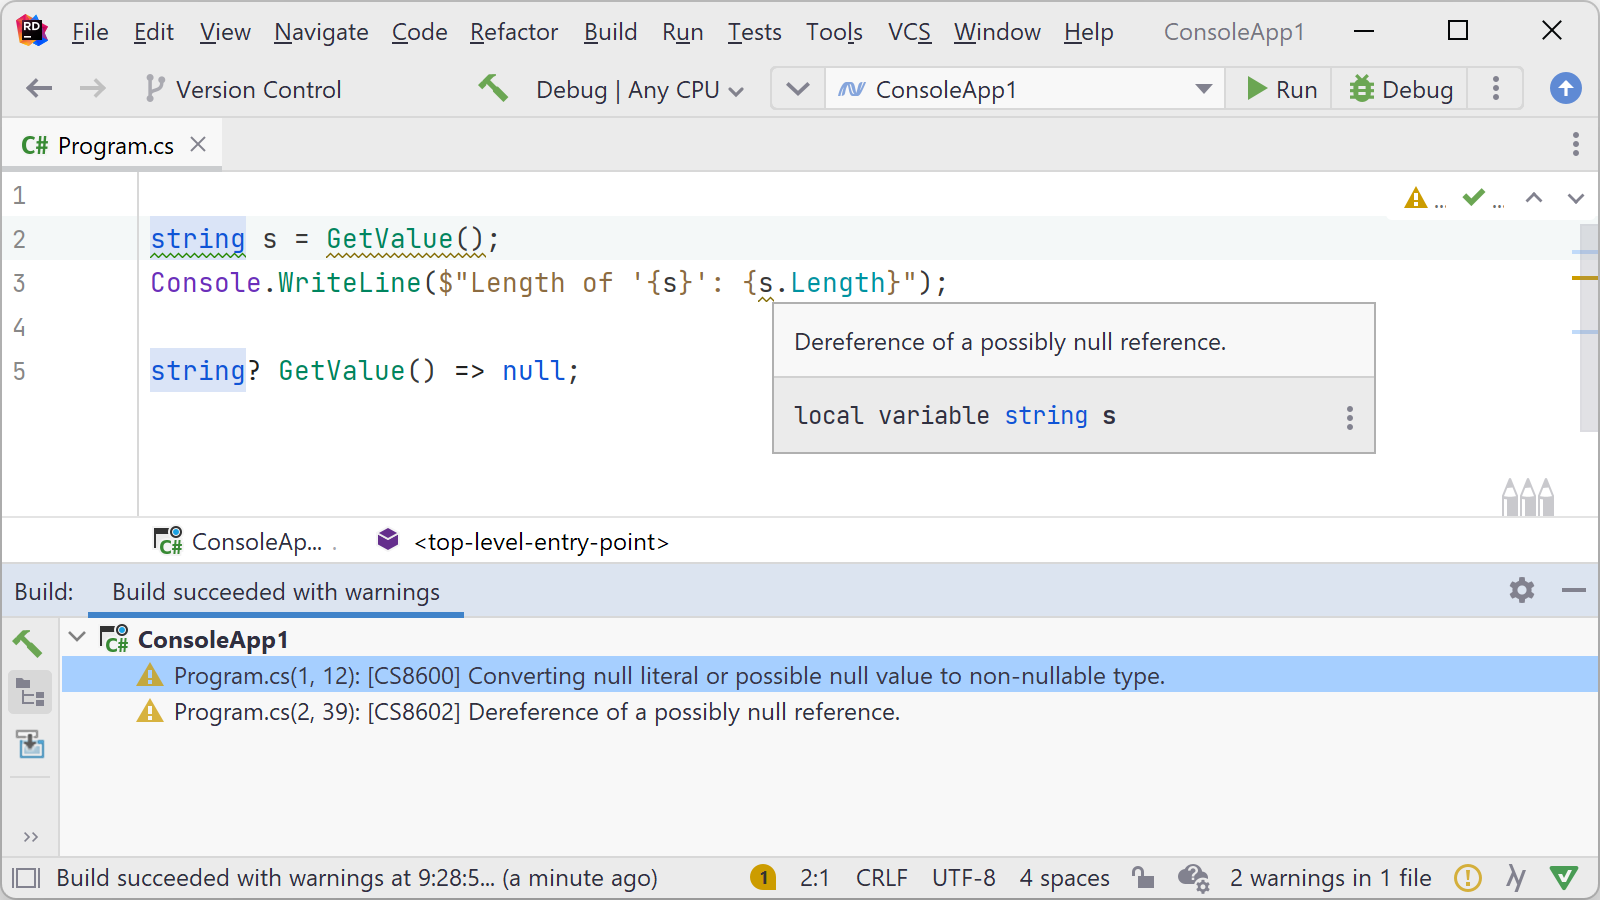 RD File Edit View Navigate Code Refactor Build Run Tests Tools VCS Window Help ConsoleApp1
Version Control Debug | Any CPU ConsoleApp1 Run Debug
C# Program.cs
1
2 string s = GetValue();
3 Console.WriteLine($"Length of '{s}': {s.Length}");
4
5 string? GetValue() => null;
Dereference of a possibly null reference.
local variable string s
C# ConsoleAp... <top-level-entry-point>
Build: Build succeeded with warnings
C# ConsoleApp1
Program.cs(1, 12): [CS8600] Converting null literal or possible null value to non-nullable type.
Program.cs(2, 39): [CS8602] Dereference of a possibly null reference.
Build succeeded with warnings at 9:28:5... (a minute ago) 1 2:1 CRLF UTF-8 4 spaces 2 warnings in 1 file